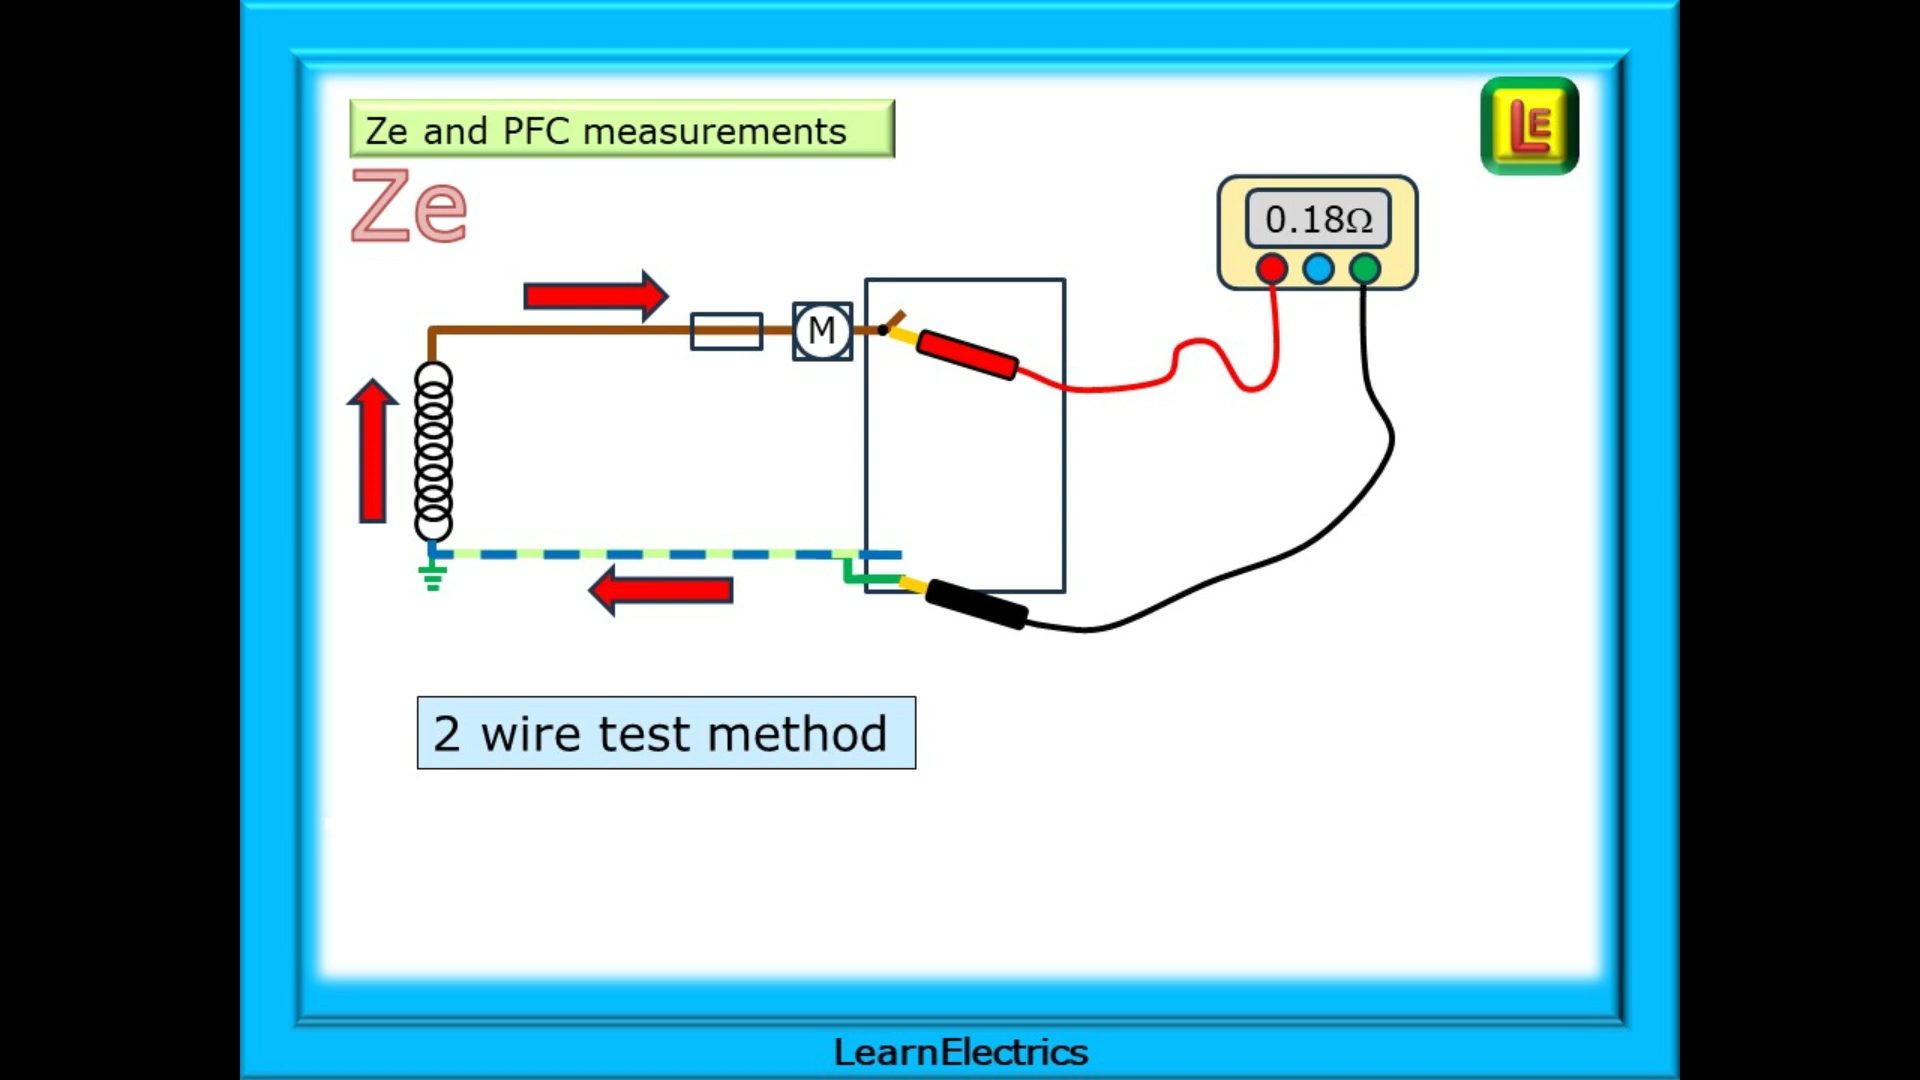 Ze and PFC measurements
LE
Ze
0.18Ω
M
2 wire test method
LearnElectrics